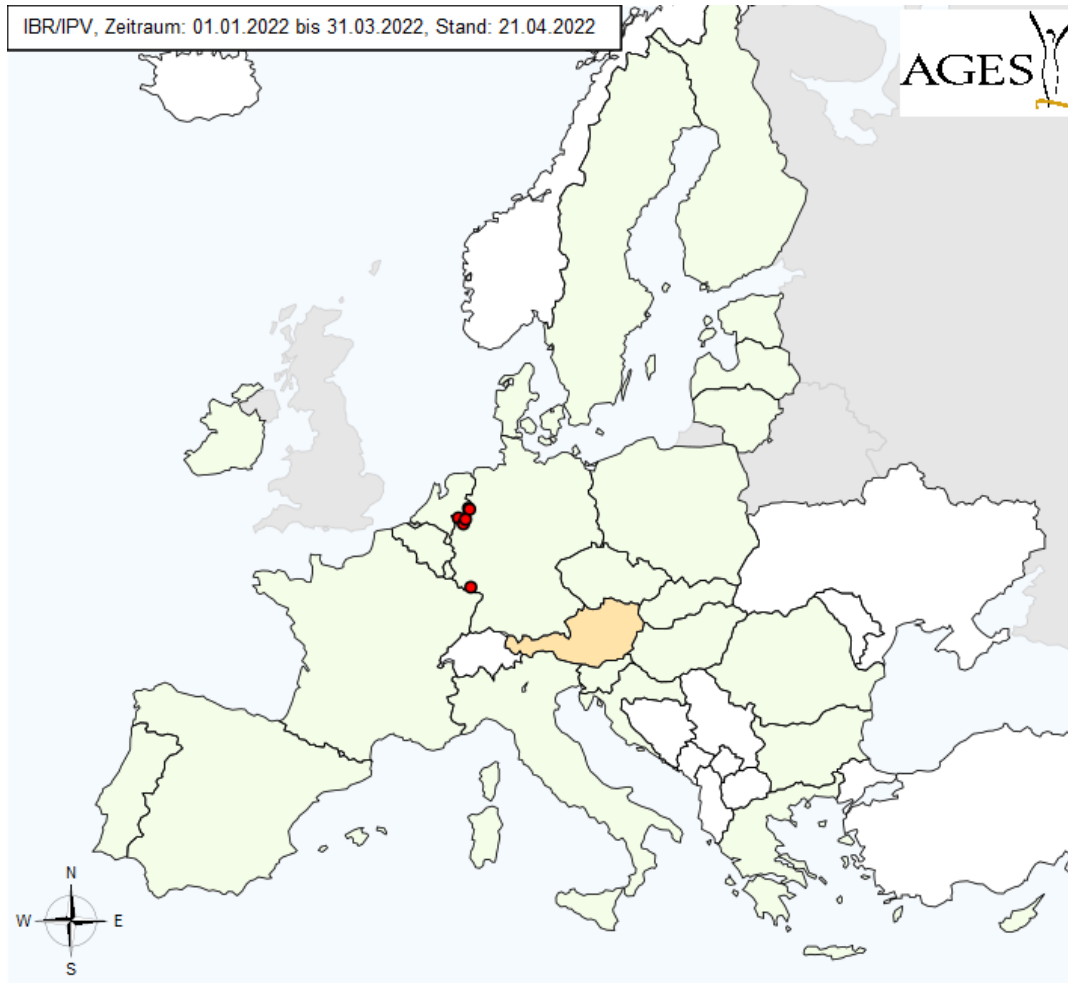 IBR/IPV, Zeitraum: 01.01.2022 bis 31.03.2022, Stand: 21.04.2022
AGES
N
W E
S